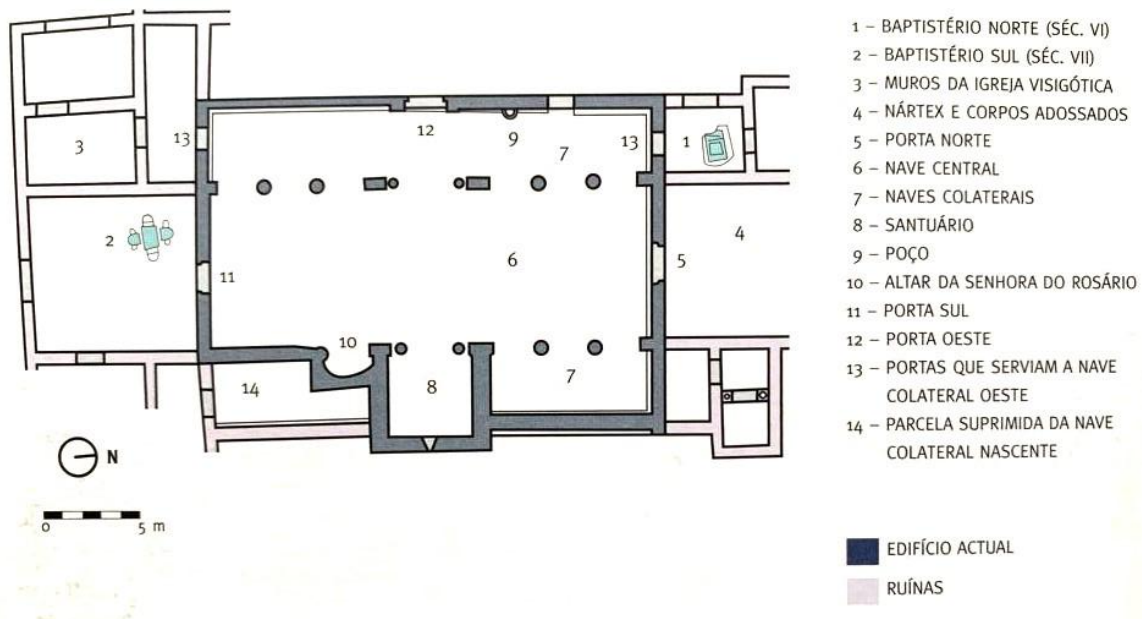 1 – BAPTISTÉRIO NORTE (SÉC. VI)
2 – BAPTISTÉRIO SUL (SÉC. VII)
3 – MUROS DA IGREJA VISIGÓTICA
4 – NÁRTEX E CORPOS ADOSSADOS
5 – PORTA NORTE
6 – NAVE CENTRAL
7 – NAVES COLATERAIS
8 – SANTUÁRIO
9 – POÇO
10 – ALTAR DA SENHORA DO ROSÁRIO
11 – PORTA SUL
12 – PORTA OESTE
13 – PORTAS QUE SERVIAM A NAVE
COLATERAL OESTE
14 – PARCELA SUPRIMIDA DA NAVE
COLATERAL NASCENTE
EDIFÍCIO ACTUAL
RUÍNAS
3
13
12
9
7
13
1
2
11
6
5
4
10
14
8
7
N
0 5 m